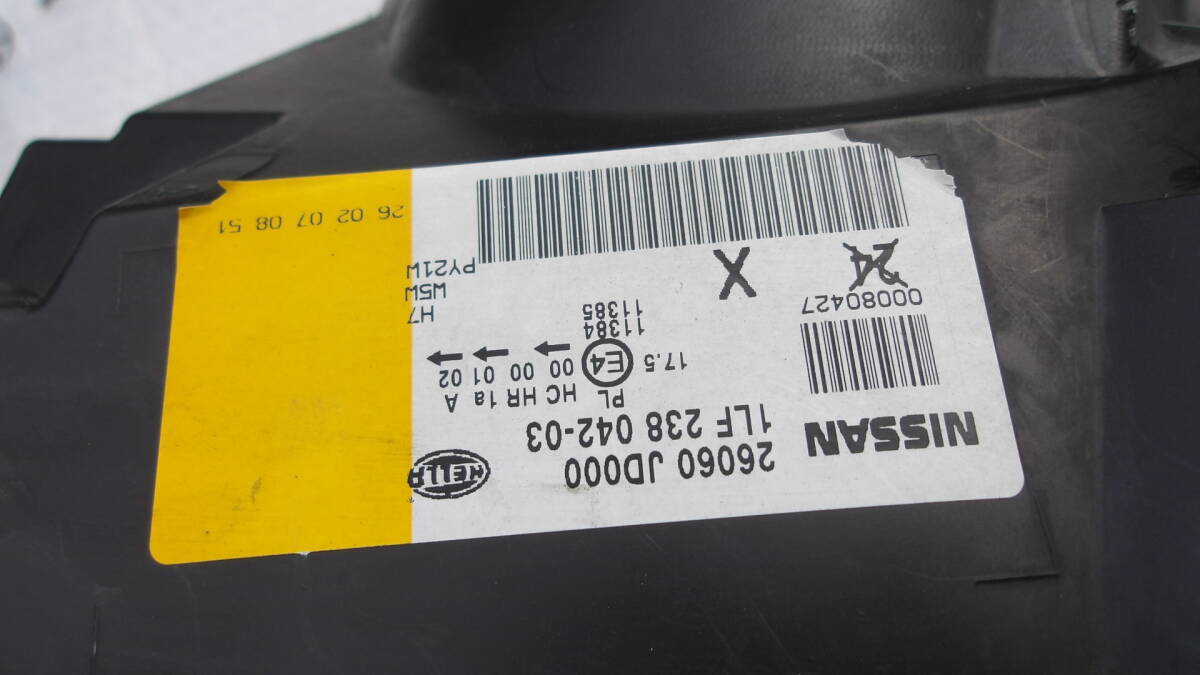 NISSAN
26060 JD000
1LF 238 042-03
HELLA
PL HC HR 1a A
17.5 E4 00 00 01 02
11384
11385
H7
W5W
PY21W
00080427
24
X
26 02 07 08 51